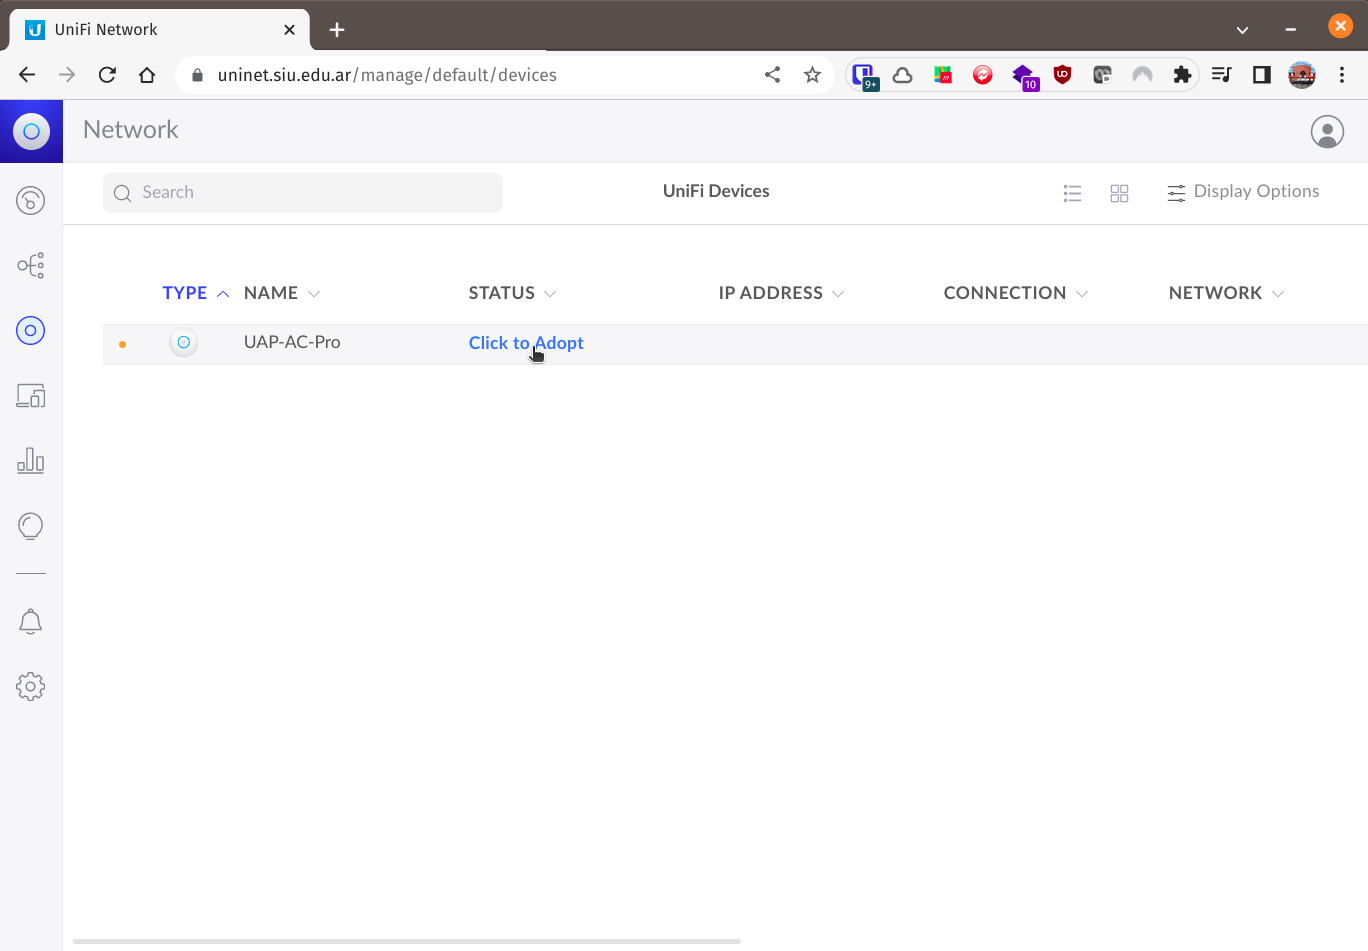 UniFi Network
uninet.siu.edu.ar/manage/default/devices
9+
10
Network
Search
UniFi Devices
Display Options
TYPE NAME STATUS IP ADDRESS CONNECTION NETWORK
UAP-AC-Pro Click to Adopt